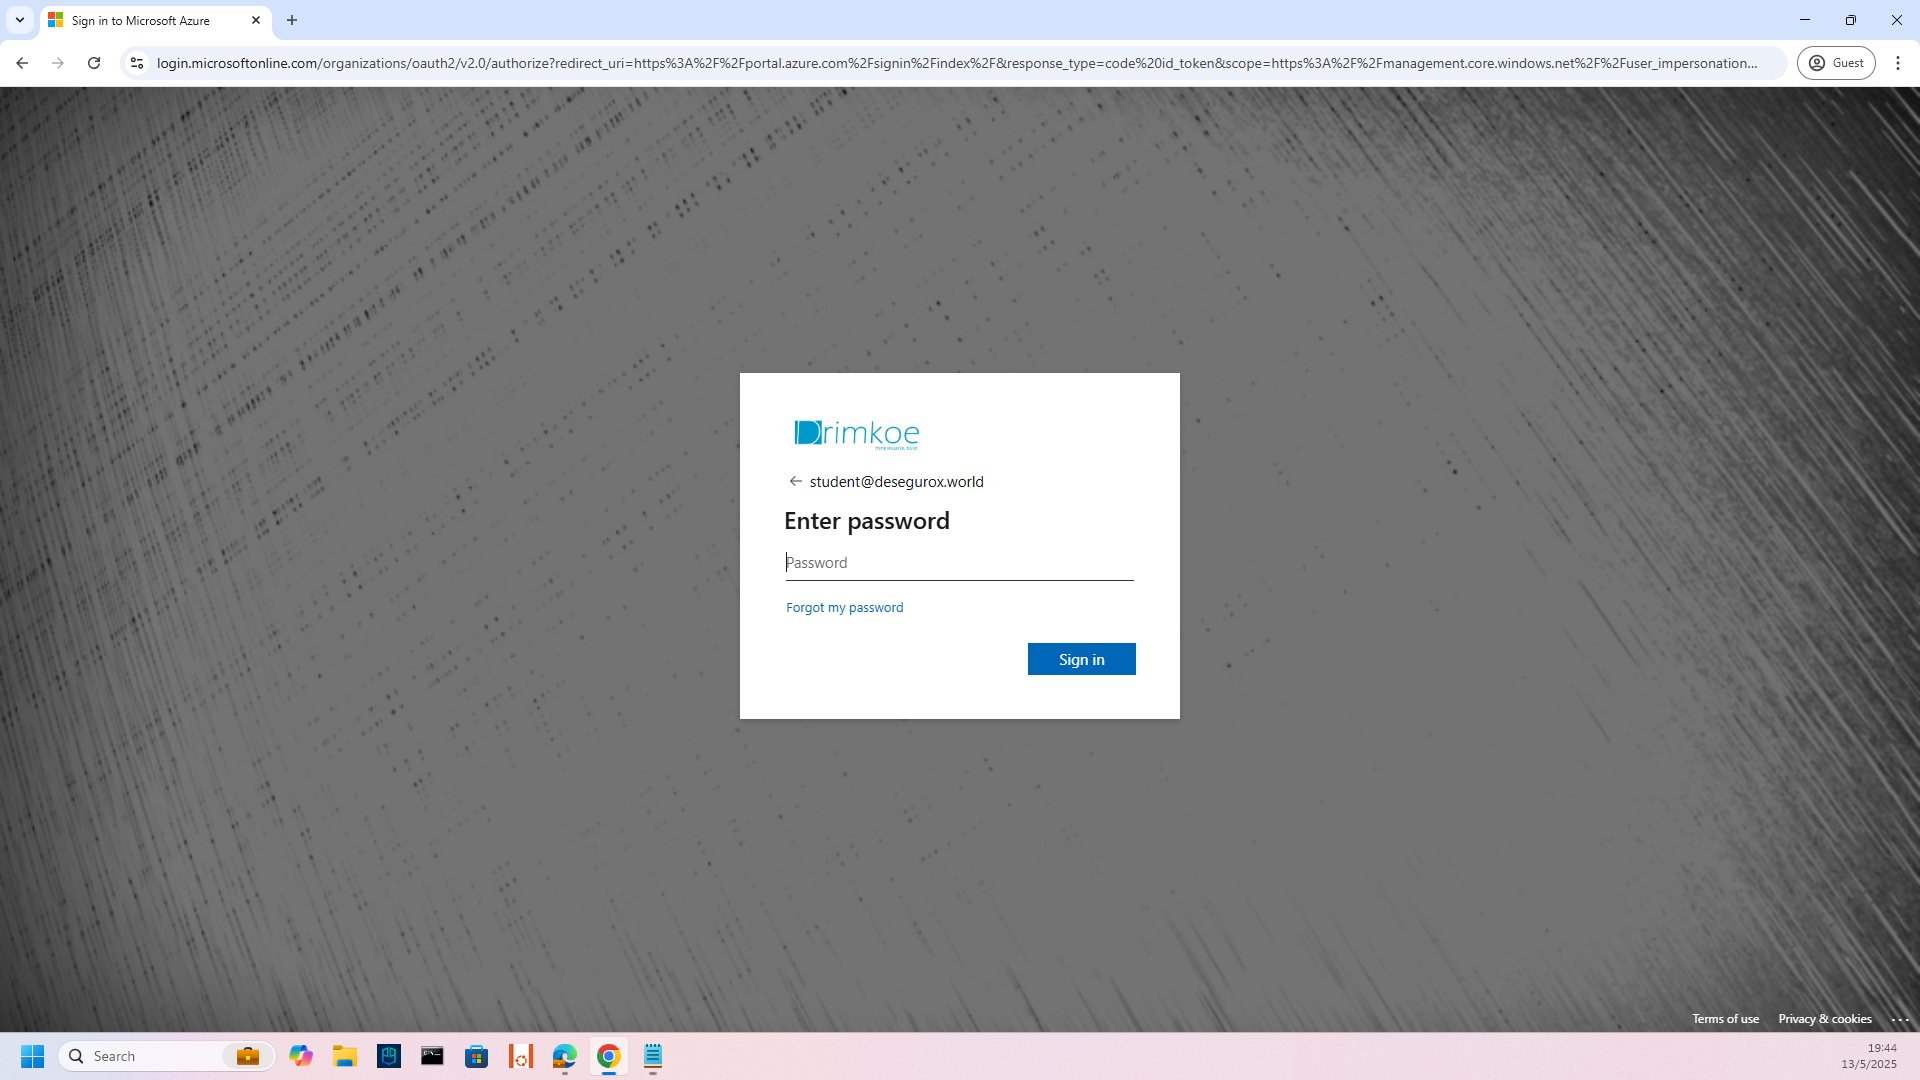 Sign in to Microsoft Azure
login.microsoftonline.com/organizations/oauth2/v2.0/authorize?redirect_uri=https%3A%2F%2Fportal.azure.com%2Fsignin%2Findex%2F&response_type=code%20id_token&scope=https%3A%2F%2Fmanagement.core.windows.net%2F%2Fuser_impersonation...
Guest
Drimkoe
student@desegurox.world
Enter password
Password
Forgot my password
Sign in
Terms of use
Privacy & cookies
Search
19:44
13/5/2025